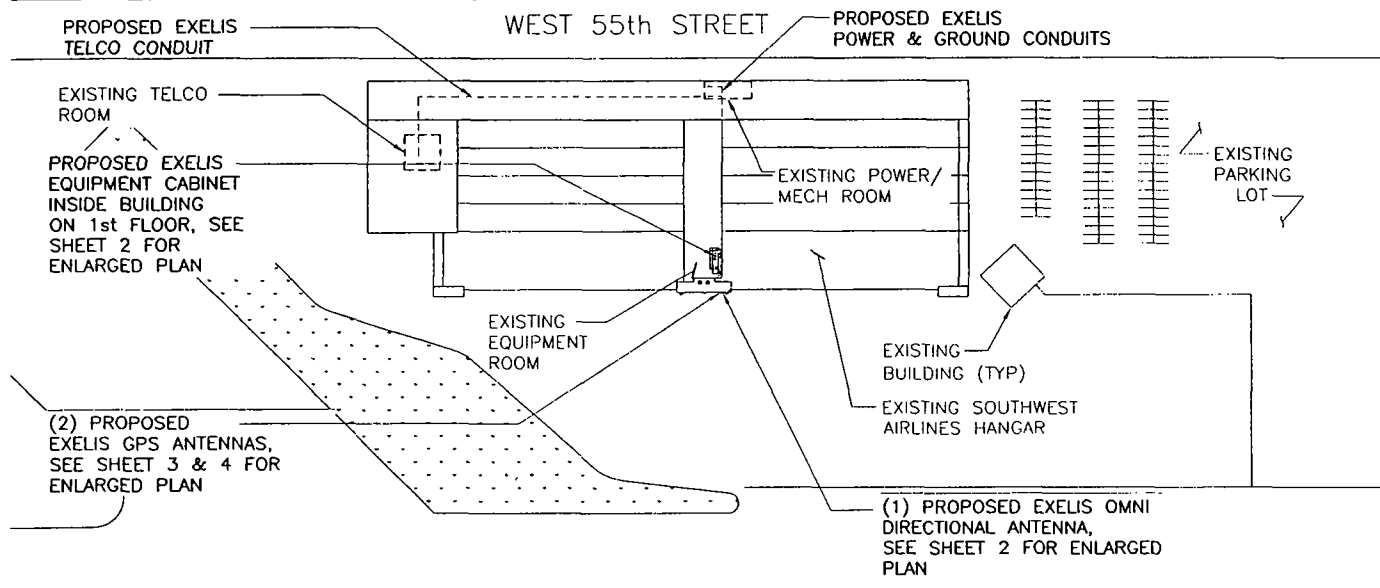 WEST 55th STREET
PROPOSED EXELIS
TELCO CONDUIT
PROPOSED EXELIS
POWER & GROUND CONDUITS
EXISTING TELCO
ROOM
PROPOSED EXELIS
EQUIPMENT CABINET
INSIDE BUILDING
ON 1st FLOOR, SEE
SHEET 2 FOR
ENLARGED PLAN
EXISTING POWER/
MECH ROOM
EXISTING
PARKING
LOT
EXISTING
EQUIPMENT
ROOM
EXISTING
BUILDING (TYP)
EXISTING SOUTHWEST
AIRLINES HANGAR
(2) PROPOSED
EXELIS GPS ANTENNAS,
SEE SHEET 3 & 4 FOR
ENLARGED PLAN
(1) PROPOSED EXELIS OMNI
DIRECTIONAL ANTENNA,
SEE SHEET 2 FOR ENLARGED
PLAN